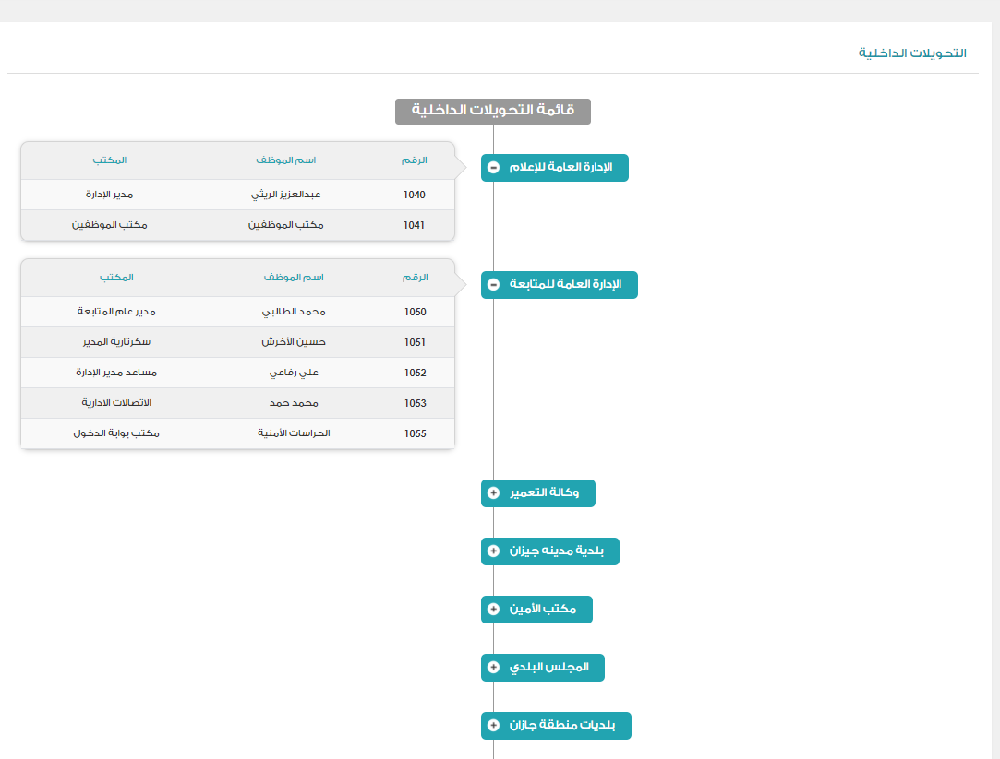 التحويلات الداخلية
قائمة التحويلات الداخلية
الإدارة العامة للإعلام
الرقم اسم الموظف المكتب
1040 عبدالعزيز الريثي مدير الإدارة
1041 مكتب الموظفين مكتب الموظفين
الإدارة العامة للمتابعة
الرقم اسم الموظف المكتب
1050 محمد الطالبي مدير عام المتابعة
1051 حسين الأخرش سكرتارية المدير
1052 علي رفاعي مساعد مدير الإدارة
1053 محمد حمد الاتصالات الادارية
1055 الحراسات الأمنية مكتب بوابة الدخول
وكالة التعمير
بلدية مدينه جيزان
مكتب الأمين
المجلس البلدي
بلديات منطقة جازان